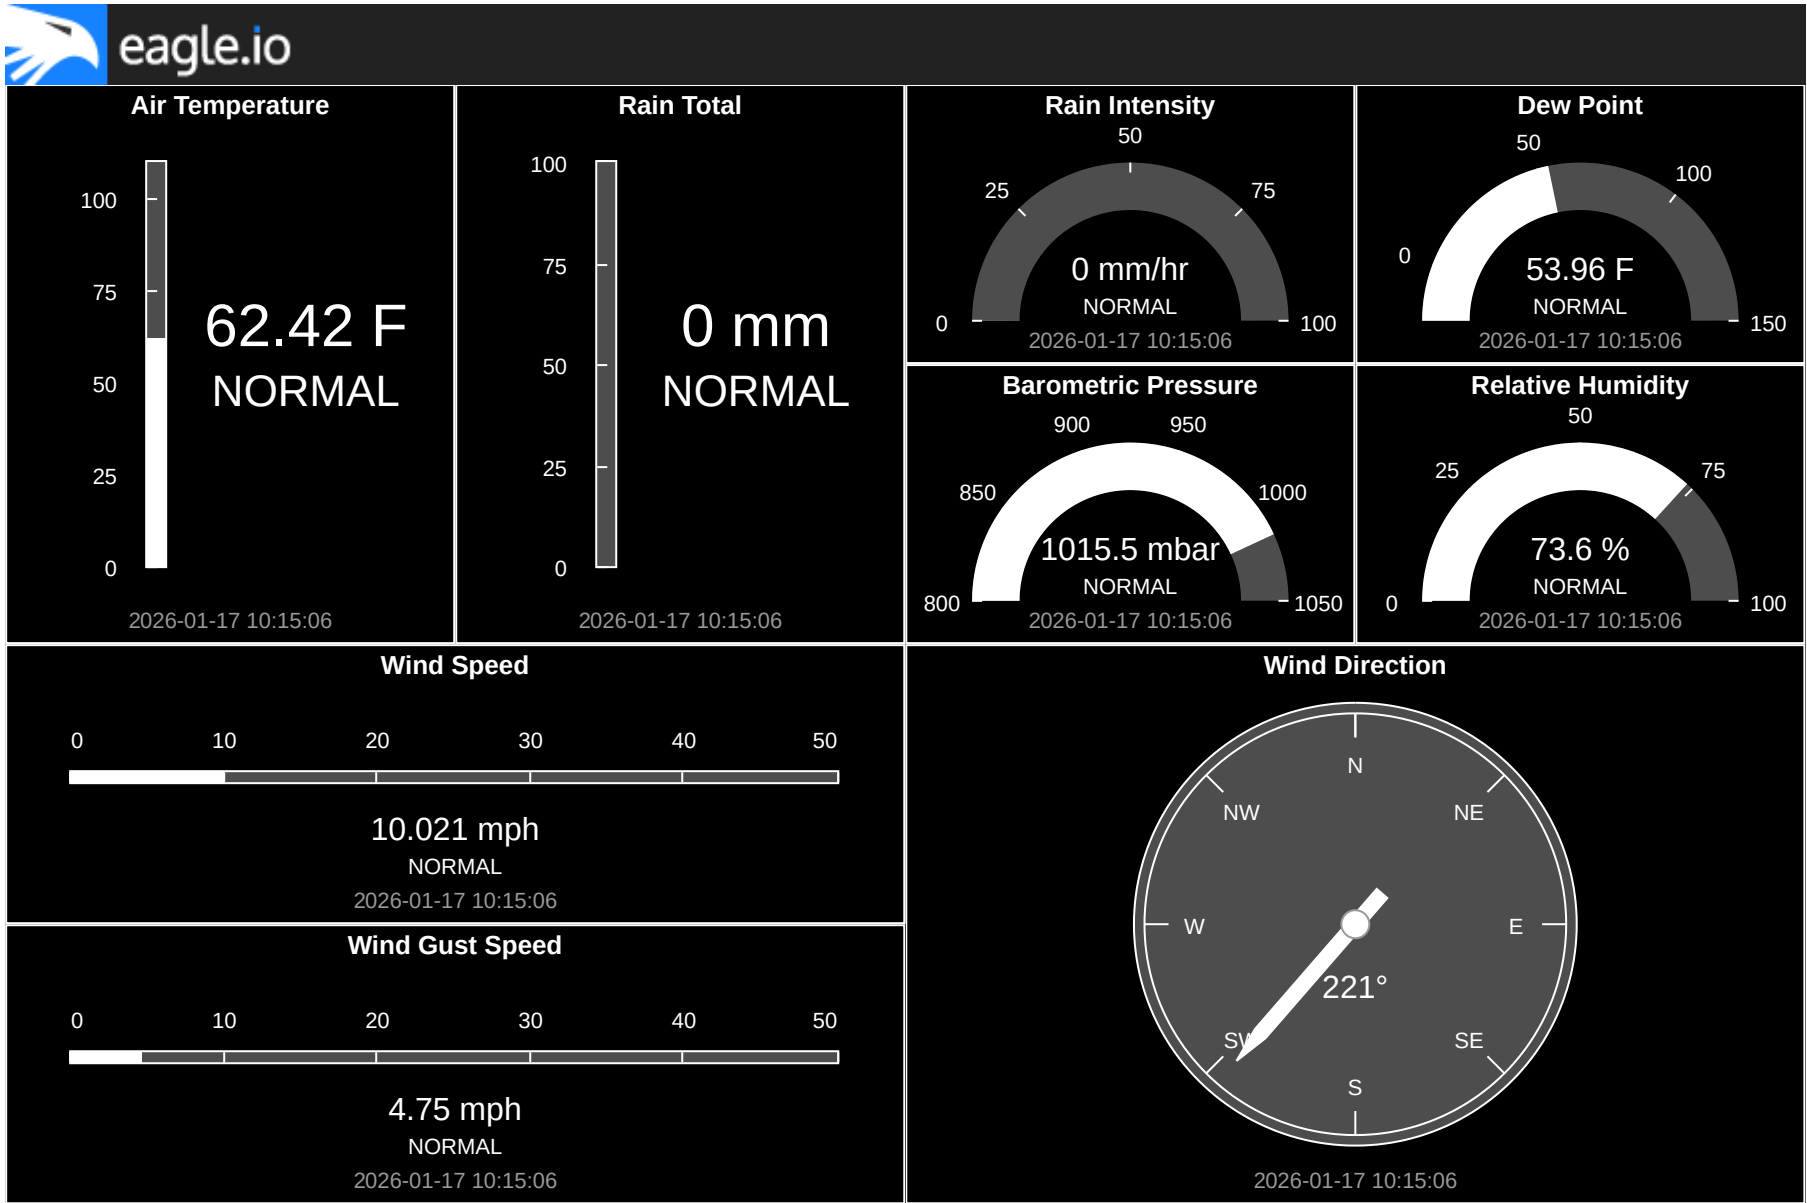 eagle.io
Air Temperature
100
75
50
25
0
62.42 F
NORMAL
2026-01-17 10:15:06
Rain Total
100
75
50
25
0
0 mm
NORMAL
2026-01-17 10:15:06
Rain Intensity
50
25
75
0
100
0 mm/hr
NORMAL
2026-01-17 10:15:06
Dew Point
50
100
0
150
53.96 F
NORMAL
2026-01-17 10:15:06
Barometric Pressure
900 950
850 1000
800 1050
1015.5 mbar
NORMAL
2026-01-17 10:15:06
Relative Humidity
50
25 75
0 100
73.6 %
NORMAL
2026-01-17 10:15:06
Wind Speed
0 10 20 30 40 50
10.021 mph
NORMAL
2026-01-17 10:15:06
Wind Gust Speed
0 10 20 30 40 50
4.75 mph
NORMAL
2026-01-17 10:15:06
Wind Direction
N
NW NE
W E
221°
SW SE
S
2026-01-17 10:15:06